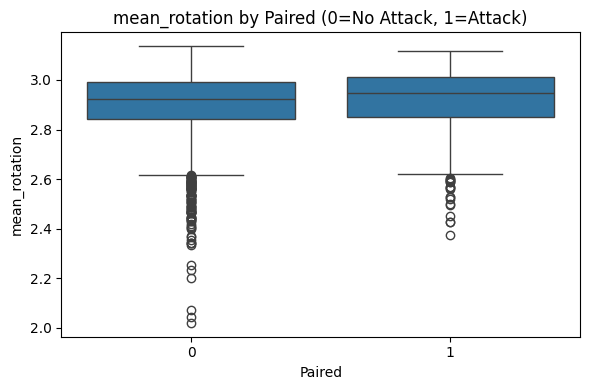 mean_rotation by Paired (0=No Attack, 1=Attack)
mean_rotation
3.0
2.8
2.6
2.4
2.2
2.0
0
1
Paired